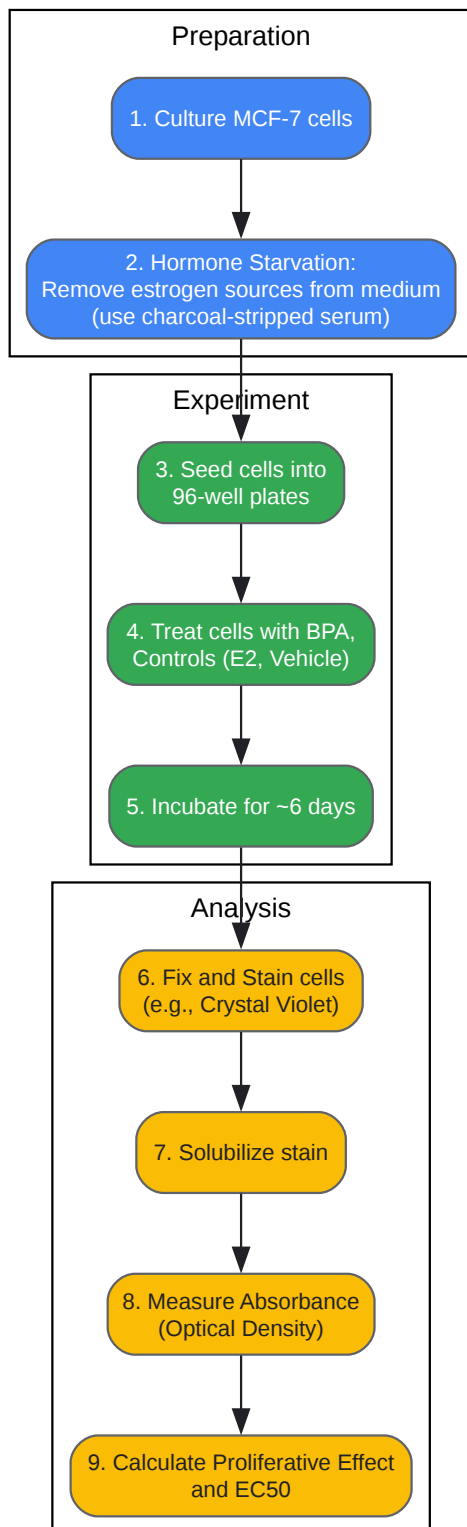 Preparation
1. Culture MCF-7 cells
2. Hormone Starvation:
Remove estrogen sources from medium
(use charcoal-stripped serum)
Experiment
3. Seed cells into
96-well plates
4. Treat cells with BPA,
Controls (E2, Vehicle)
5. Incubate for ~6 days
Analysis
6. Fix and Stain cells
(e.g., Crystal Violet)
7. Solubilize stain
8. Measure Absorbance
(Optical Density)
9. Calculate Proliferative Effect
and EC50